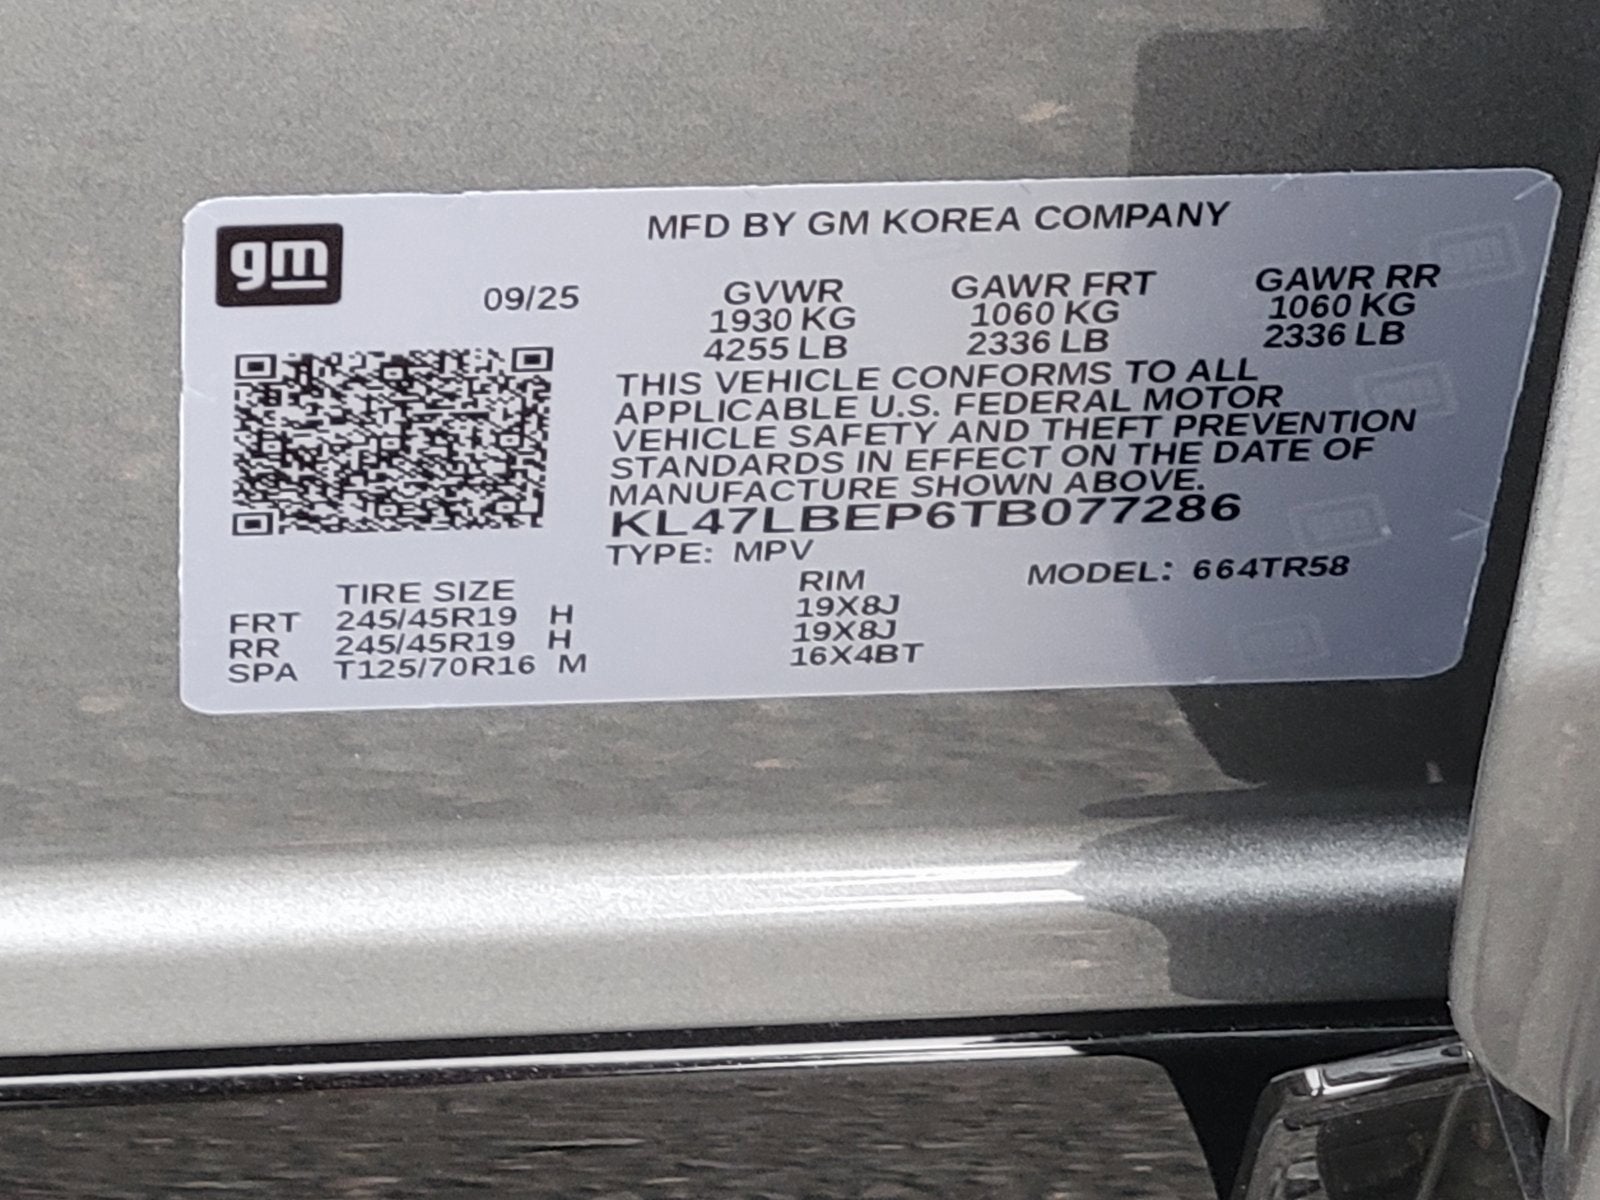 gm
MFD BY GM KOREA COMPANY
09/25
GVWR GAWR FRT GAWR RR
1930 KG 1060 KG 1060 KG
4255 LB 2336 LB 2336 LB
THIS VEHICLE CONFORMS TO ALL
APPLICABLE U.S. FEDERAL MOTOR
VEHICLE SAFETY AND THEFT PREVENTION
STANDARDS IN EFFECT ON THE DATE OF
MANUFACTURE SHOWN ABOVE.
KL47LBEP6TB077286
TYPE: MPV MODEL: 664TR58
TIRE SIZE RIM
FRT 245/45R19 H 19X8J
RR 245/45R19 H 19X8J
SPA T125/70R16 M 16X4BT